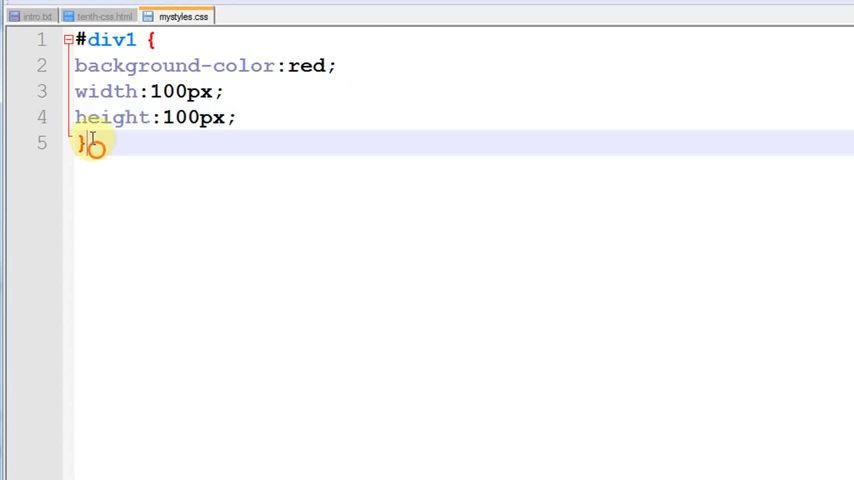 intro.txt tenth-css.html mystyles.css
1 #div1 {
2 background-color:red;
3 width:100px;
4 height:100px;
5 }